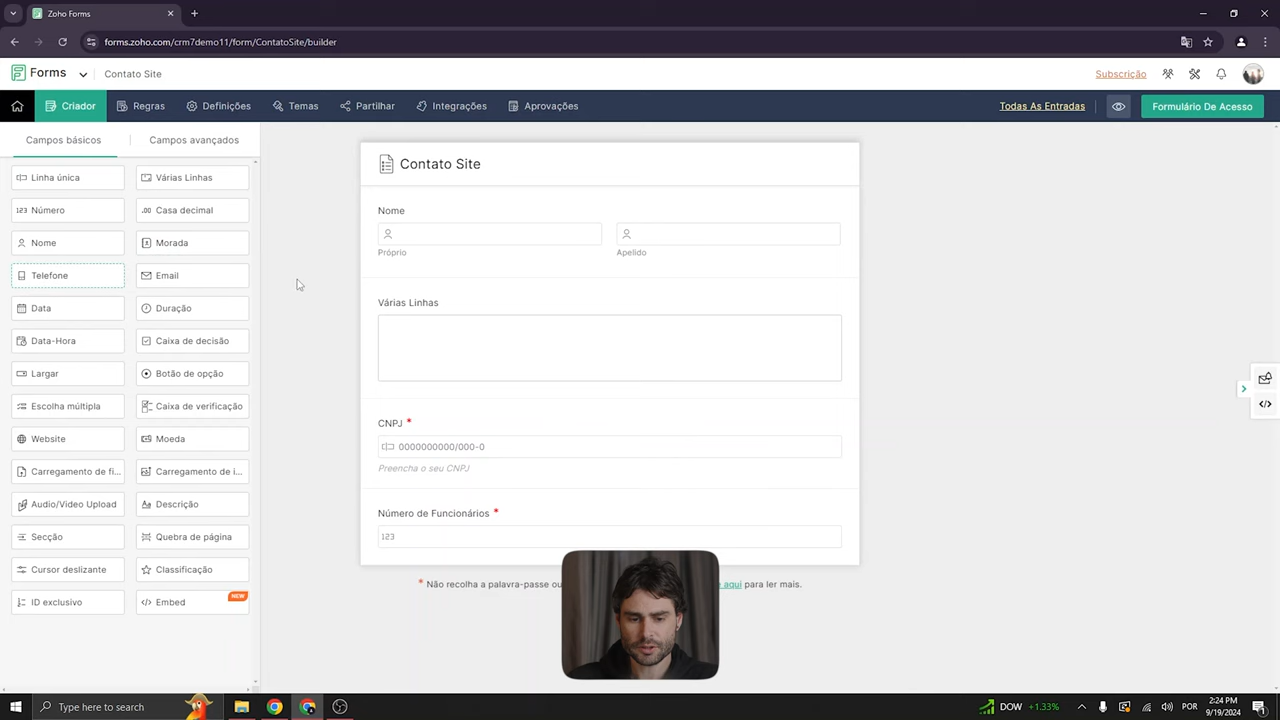 Zoho Forms
forms.zoho.com/crm7demo11/form/ContatoSite/builder
Forms
Contato Site
Subscrição
Criador
Regras
Definições
Temas
Partilhar
Integrações
Aprovações
Todas As Entradas
Formulário De Acesso
Campos básicos
Campos avançados
Linha única
Várias Linhas
123 Número
.00 Casa decimal
Nome
Morada
Telefone
Email
Data
Duração
Data-Hora
Caixa de decisão
Largar
Botão de opção
Escolha múltipla
Caixa de verificação
Website
Moeda
Carregamento de fi...
Carregamento de i...
Audio/Video Upload
Descrição
Secção
Quebra de página
Cursor deslizante
Classificação
ID exclusivo
Embed
NEW
Contato Site
Nome
Próprio
Apelido
Várias Linhas
CNPJ *
0000000000/000-0
Preencha o seu CNPJ
Número de Funcionários *
123
* Não recolha a palavra-passe ou
aqui para ler mais.
Type here to search
DOW +1.33%
POR
2:24 PM
9/19/2024